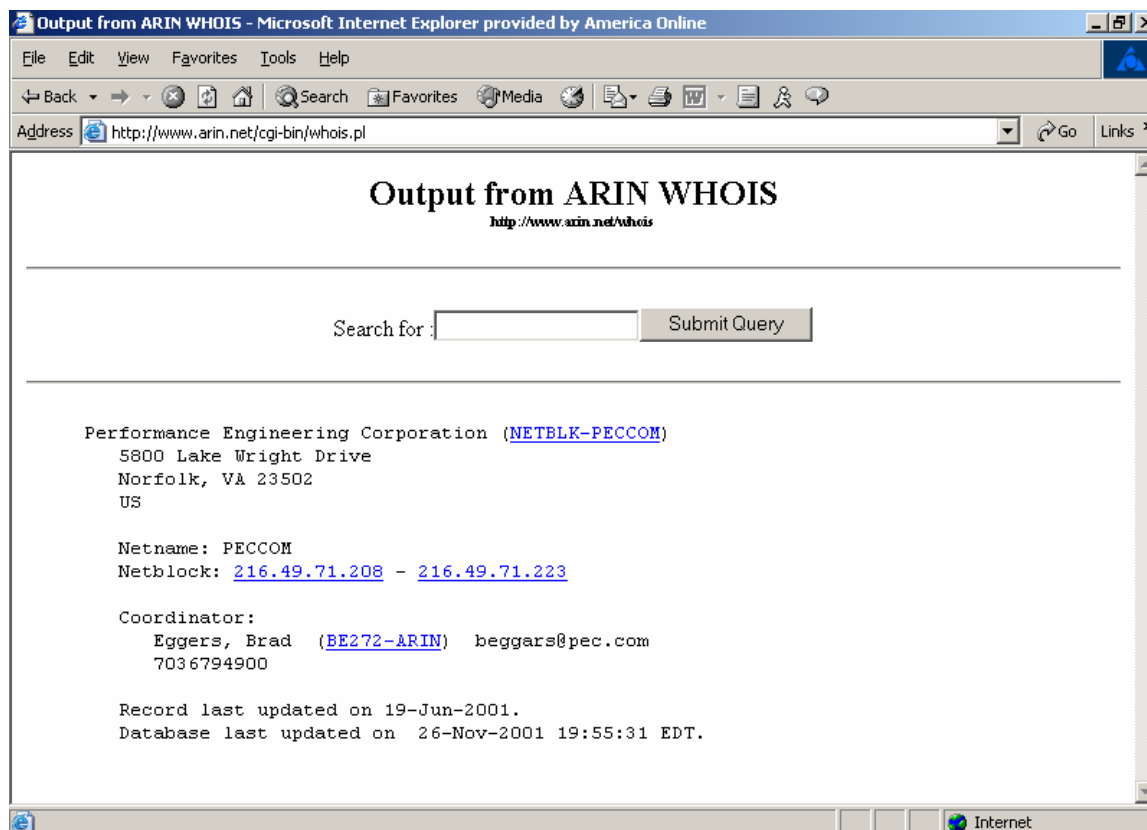 Output from ARIN WHOIS - Microsoft Internet Explorer provided by America Online
File Edit View Favorites Tools Help
Back Search Favorites Media
Address http://www.arin.net/cgi-bin/whois.pl Go Links
Output from ARIN WHOIS
http://www.arin.net/whois
Search for : Submit Query
Performance Engineering Corporation (NETBLK-PECCOM)
5800 Lake Wright Drive
Norfolk, VA 23502
US
Netname: PECCOM
Netblock: 216.49.71.208 - 216.49.71.223
Coordinator:
Eggers, Brad (BE272-ARIN) beggars@pec.com
7036794900
Record last updated on 19-Jun-2001.
Database last updated on 26-Nov-2001 19:55:31 EDT.
Internet